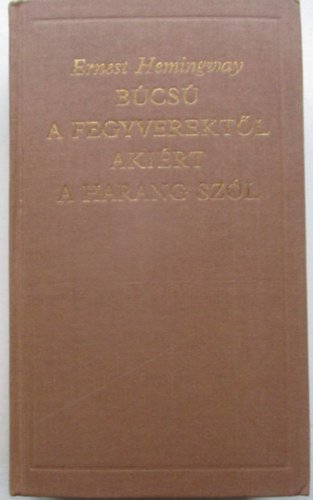 Ernest Hemingway
BÚCSÚ
A FEGYVEREKTŐL
AKIÉRT
A HARANG SZÓL